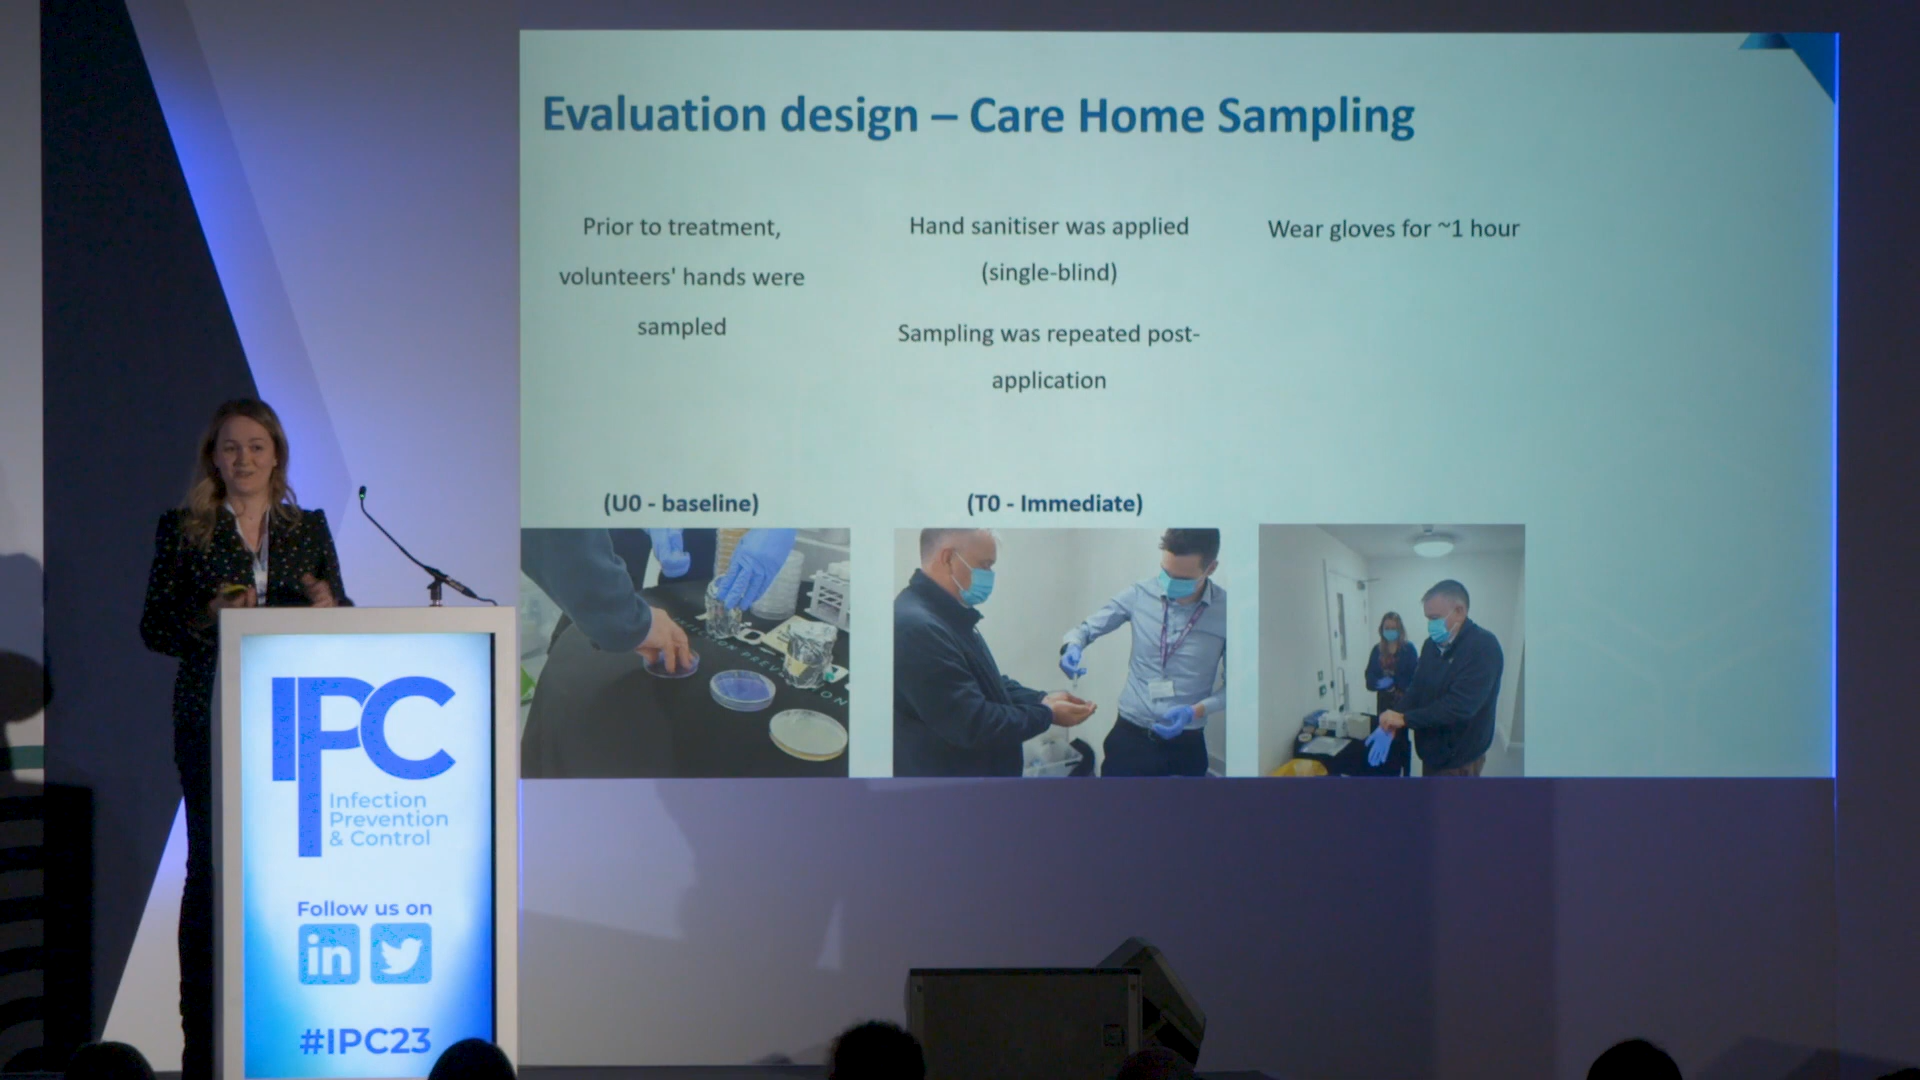 Evaluation design – Care Home Sampling
Prior to treatment,
volunteers' hands were
sampled
(U0 - baseline)
Hand sanitiser was applied
(single-blind)
Sampling was repeated post-
application
(T0 - Immediate)
Wear gloves for ~1 hour
IPC
Infection
Prevention
& Control
Follow us on
in
#IPC23